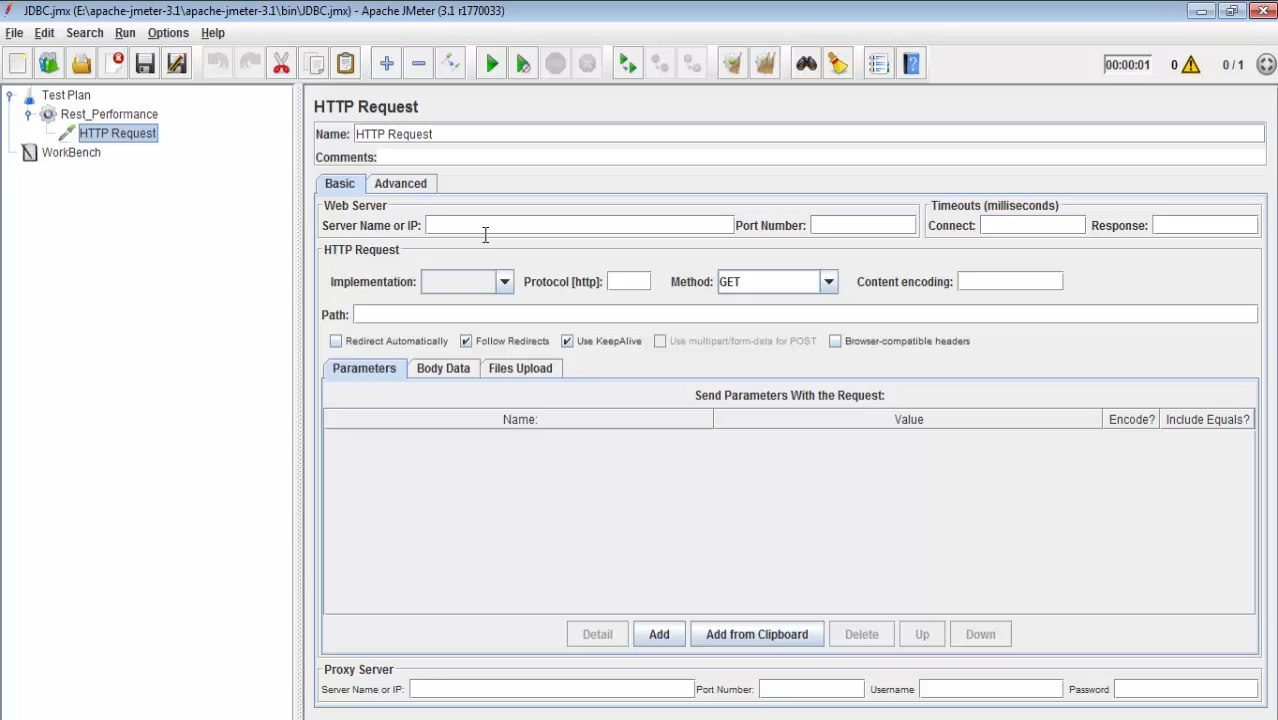 JDBC.jmx (E:\apache-jmeter-3.1\apache-jmeter-3.1\bin\JDBC.jmx) - Apache JMeter (3.1 r1770033)
File Edit Search Run Options Help
00:00:01 0 0 / 1
Test Plan
Rest_Performance
HTTP Request
WorkBench
HTTP Request
Name: HTTP Request
Comments:
Basic Advanced
Web Server
Server Name or IP: Port Number:
Timeouts (milliseconds)
Connect: Response:
HTTP Request
Implementation: Protocol [http]: Method: GET Content encoding:
Path:
Redirect Automatically Follow Redirects Use KeepAlive Use multipart/form-data for POST Browser-compatible headers
Parameters Body Data Files Upload
Send Parameters With the Request:
Name: Value Encode? Include Equals?
Detail Add Add from Clipboard Delete Up Down
Proxy Server
Server Name or IP: Port Number: Username Password